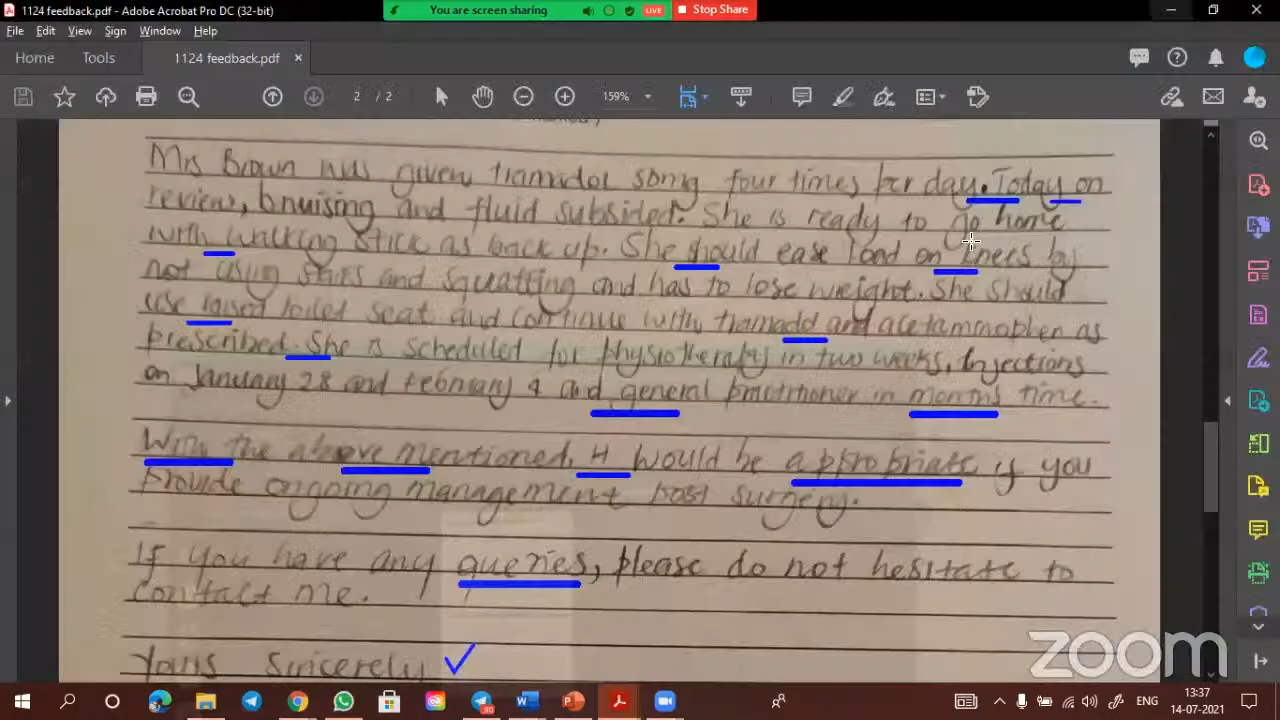 1124 feedback.pdf - Adobe Acrobat Pro DC (32-bit)
You are screen sharing
LIVE
Stop Share
File Edit View Sign Window Help
Home Tools 1124 feedback.pdf ×
2 / 2
159%
Mrs Brown was given tramadol 50mg four times per day. Today on
review, bruising and fluid subsided. She is ready to go home
with walking stick as back up. She should ease load on knees by
not using stairs and squatting and has to lose weight. She should
use raised toilet seat and continue with tramadol and acetamnophen as
prescribed. She is scheduled for physiotherapy in two weeks, Injections
on January 28 and February 4 and general practitioner in months time.
With the above mentioned, it would be appropriate if you
provide ongoing management post surgery.
If you have any queries, please do not hesitate to
contact me.
Yours sincerely
zoom
ENG
13:37
14-07-2021